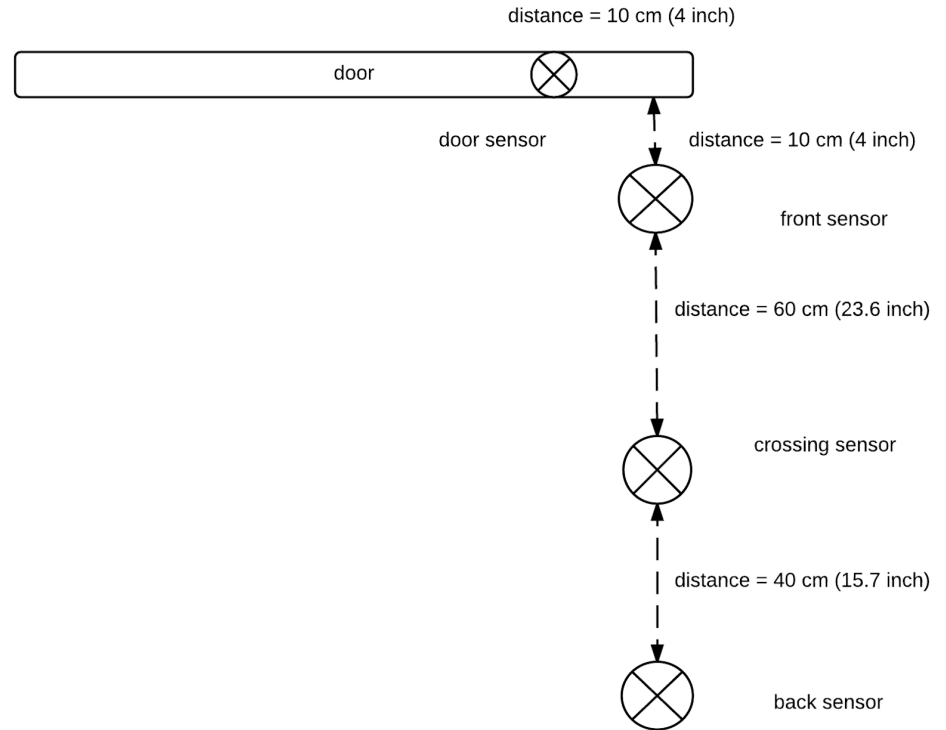 distance = 10 cm (4 inch)
door
door sensor
distance = 10 cm (4 inch)
front sensor
distance = 60 cm (23.6 inch)
crossing sensor
distance = 40 cm (15.7 inch)
back sensor